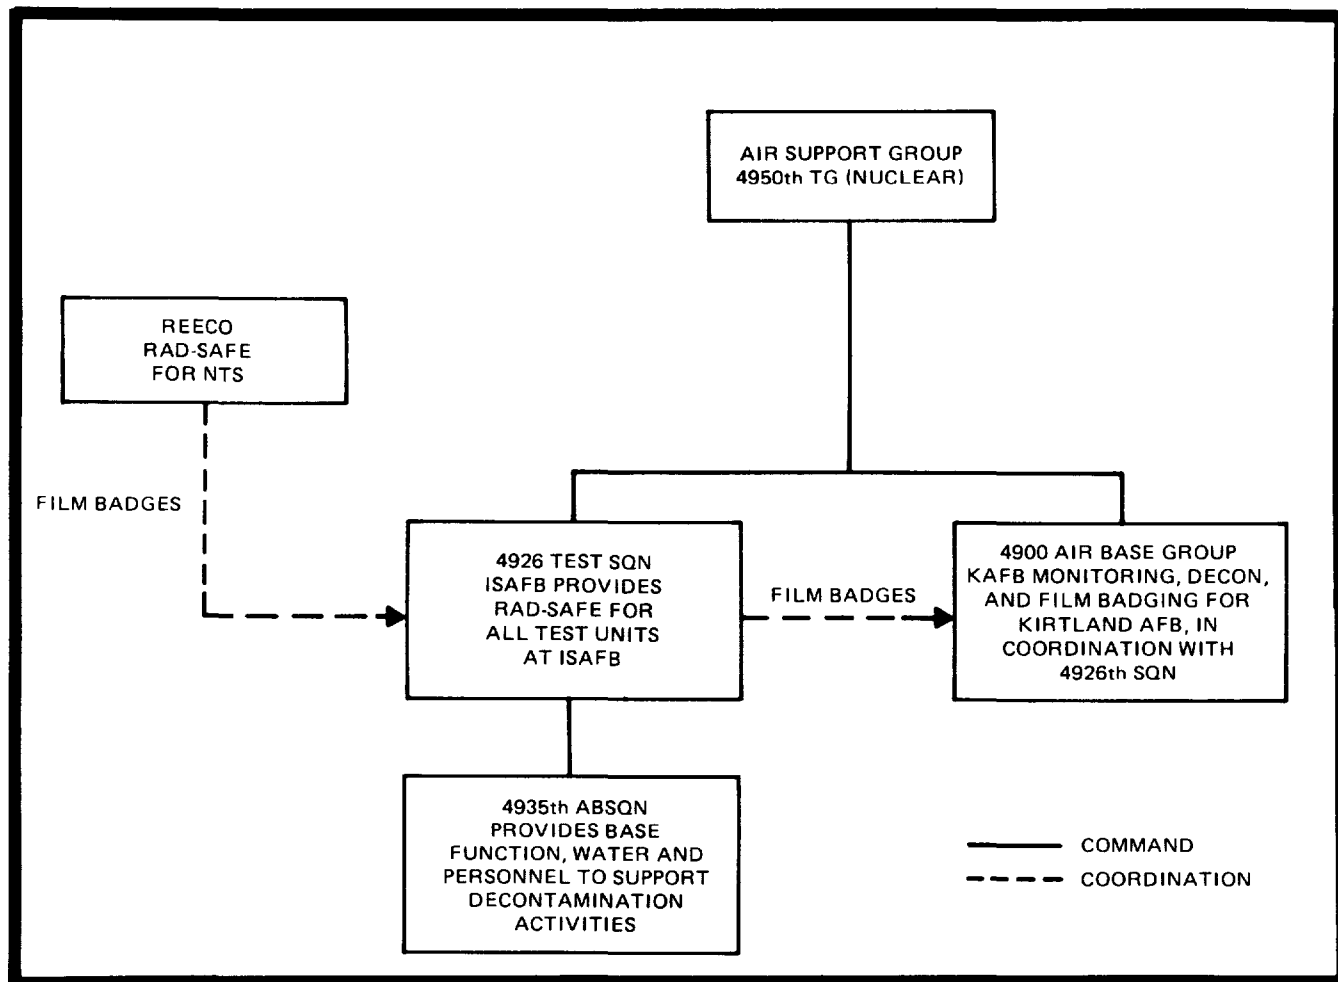 AIR SUPPORT GROUP
4950th TG (NUCLEAR)
REECO
RAD-SAFE
FOR NTS
FILM BADGES
4926 TEST SQN
ISAFB PROVIDES
RAD-SAFE FOR
ALL TEST UNITS
AT ISAFB
FILM BADGES
4900 AIR BASE GROUP
KAFB MONITORING, DECON,
AND FILM BADGING FOR
KIRTLAND AFB, IN
COORDINATION WITH
4926th SQN
4935th ABSQN
PROVIDES BASE
FUNCTION, WATER AND
PERSONNEL TO SUPPORT
DECONTAMINATION
ACTIVITIES
COMMAND
COORDINATION